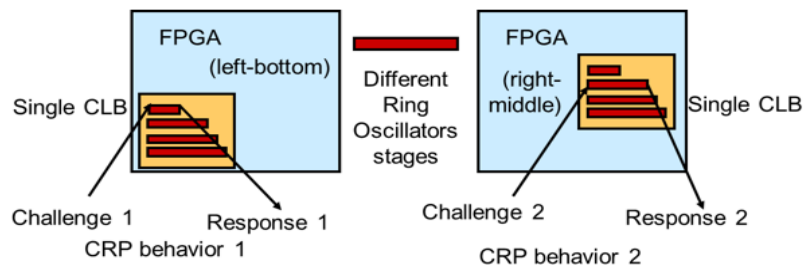 FPGA
(left-bottom)
Single CLB
Challenge 1
Response 1
CRP behavior 1
Different
Ring
Oscillators
stages
FPGA
(right-
middle)
Single CLB
Challenge 2
Response 2
CRP behavior 2